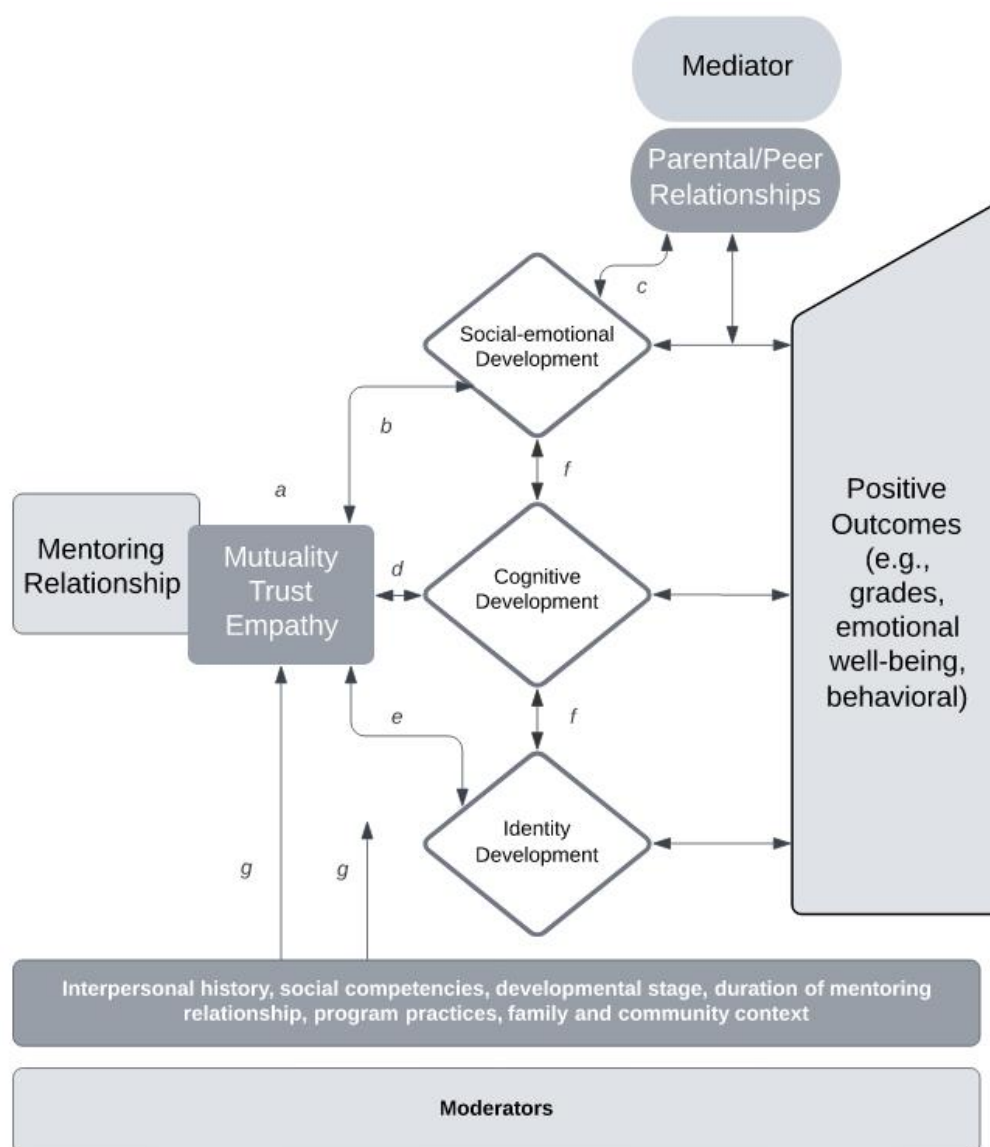 Mediator
Parental/Peer
Relationships
c
Social-emotional
Development
b
f
a
Mentoring
Relationship
Mutuality
Trust
Empathy
d
Cognitive
Development
Positive
Outcomes
(e.g.,
grades,
emotional
well-being,
behavioral)
e
f
Identity
Development
g
g
Interpersonal history, social competencies, developmental stage, duration of mentoring
relationship, program practices, family and community context
Moderators